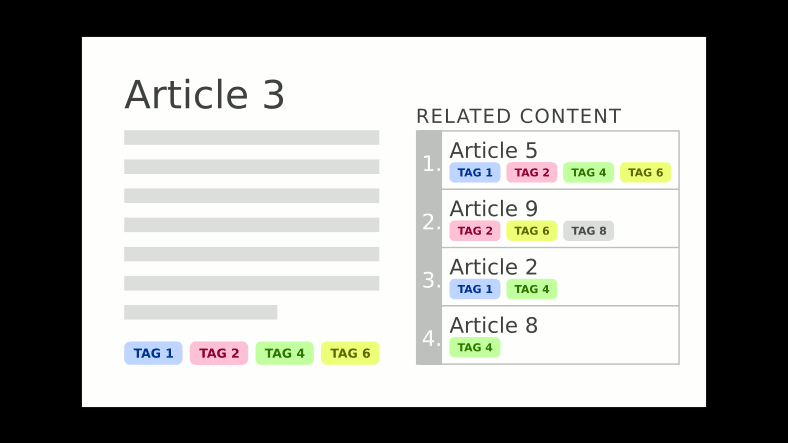 Article 3
TAG 1 TAG 2 TAG 4 TAG 6
RELATED CONTENT
1. Article 5
TAG 1 TAG 2 TAG 4 TAG 6
2. Article 9
TAG 2 TAG 6 TAG 8
3. Article 2
TAG 1 TAG 4
4. Article 8
TAG 4